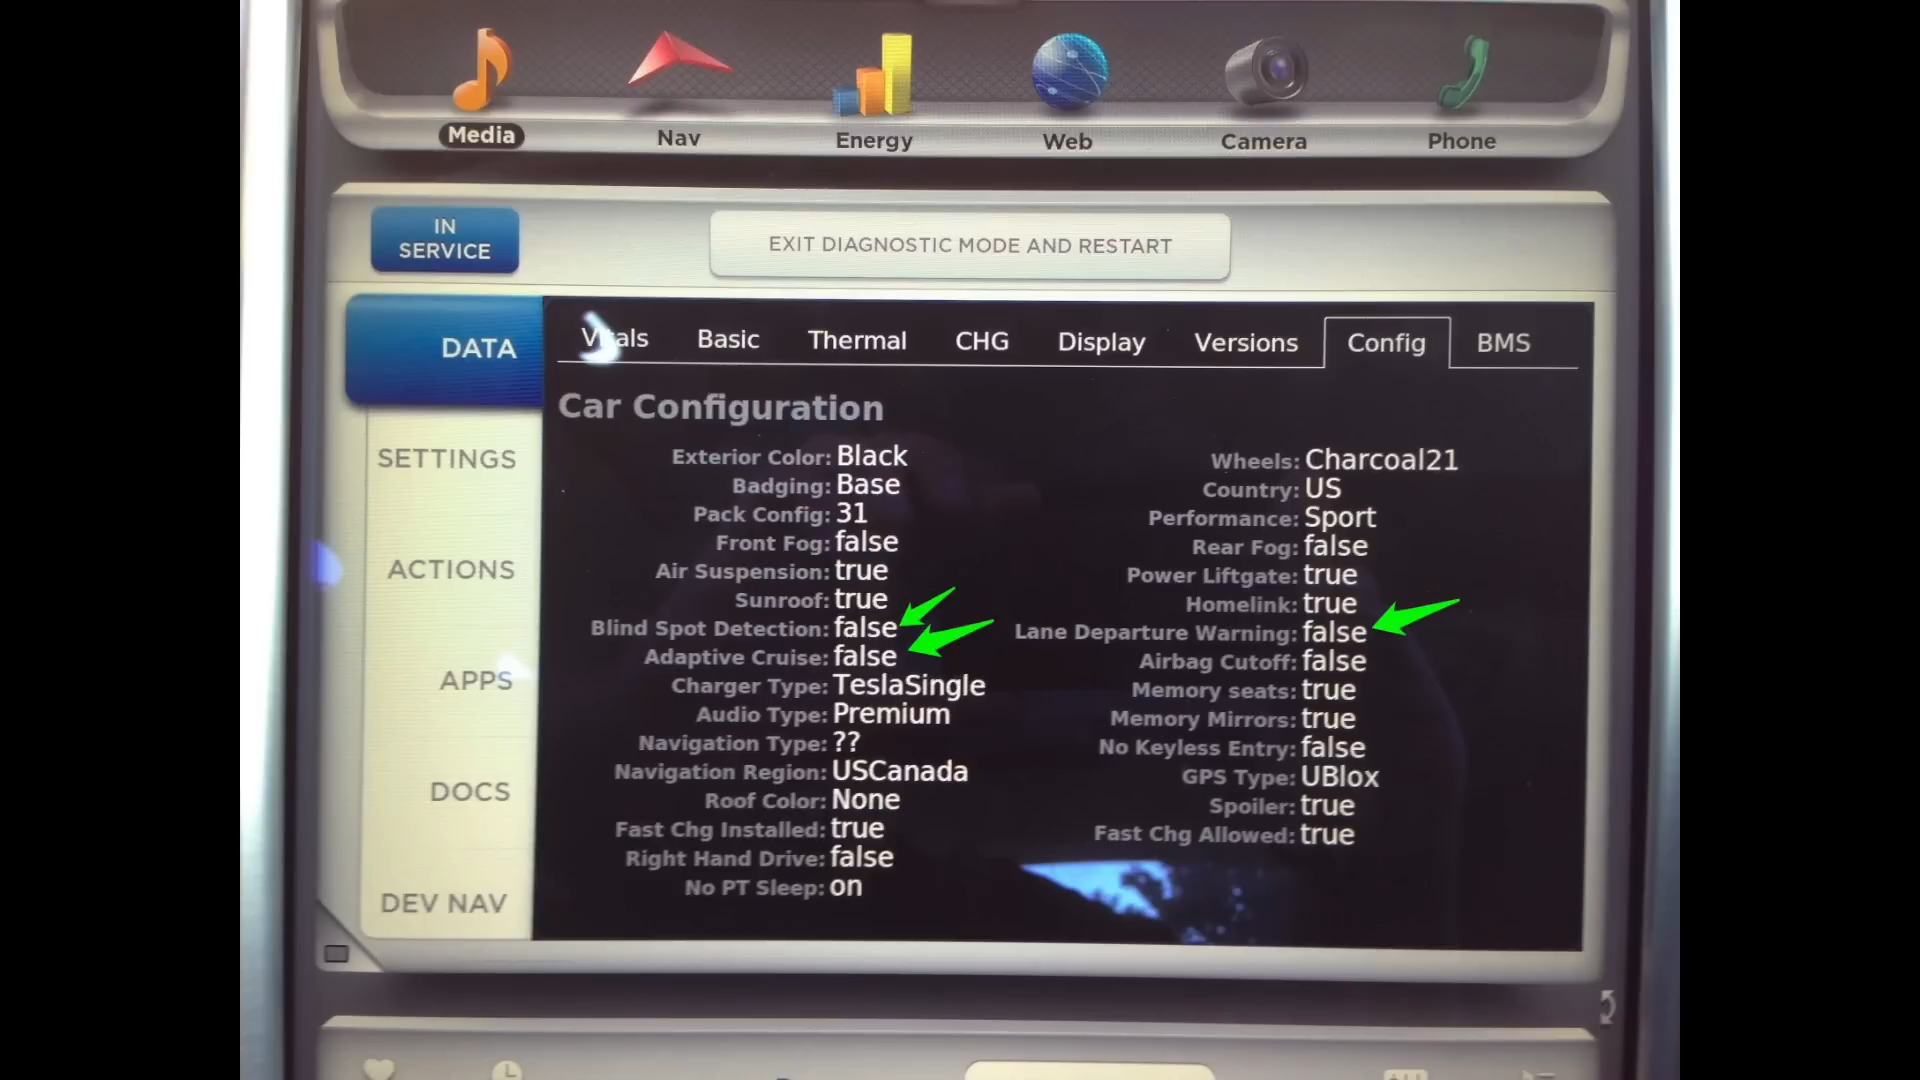 Media
Nav
Energy
Web
Camera
Phone
IN
SERVICE
EXIT DIAGNOSTIC MODE AND RESTART
DATA
SETTINGS
ACTIONS
APPS
DOCS
DEV NAV
Vitals
Basic
Thermal
CHG
Display
Versions
Config
BMS
Car Configuration
Exterior Color: Black
Badging: Base
Pack Config: 31
Front Fog: false
Air Suspension: true
Sunroof: true
Blind Spot Detection: false
Adaptive Cruise: false
Charger Type: TeslaSingle
Audio Type: Premium
Navigation Type: ??
Navigation Region: USCanada
Roof Color: None
Fast Chg Installed: true
Right Hand Drive: false
No PT Sleep: on
Wheels: Charcoal21
Country: US
Performance: Sport
Rear Fog: false
Power Liftgate: true
Homelink: true
Lane Departure Warning: false
Airbag Cutoff: false
Memory seats: true
Memory Mirrors: true
No Keyless Entry: false
GPS Type: UBlox
Spoiler: true
Fast Chg Allowed: true